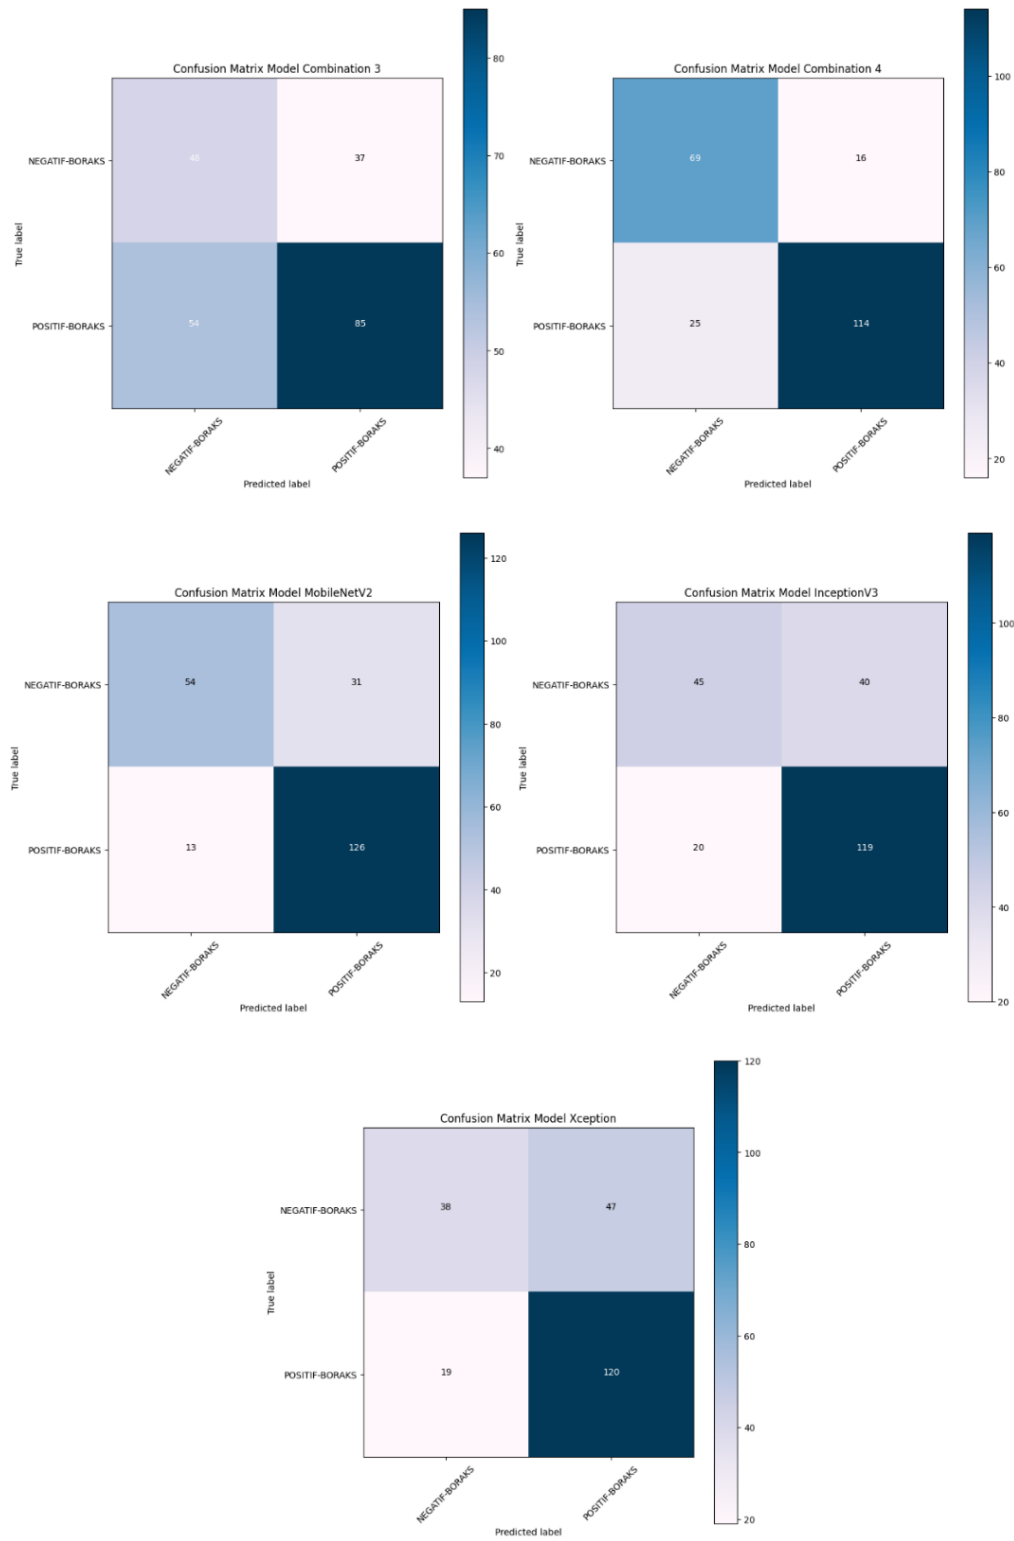 Confusion Matrix Model Combination 3
80
70
60
50
40
NEGATIF-BORAKS
POSITIF-BORAKS
True label
48
37
54
85
NEGATIF-BORAKS
POSITIF-BORAKS
Predicted label
Confusion Matrix Model Combination 4
100
80
60
40
20
NEGATIF-BORAKS
POSITIF-BORAKS
True label
69
16
25
114
NEGATIF-BORAKS
POSITIF-BORAKS
Predicted label
Confusion Matrix Model MobileNetV2
120
100
80
60
40
20
NEGATIF-BORAKS
POSITIF-BORAKS
True label
54
31
13
126
NEGATIF-BORAKS
POSITIF-BORAKS
Predicted label
Confusion Matrix Model InceptionV3
100
80
60
40
20
NEGATIF-BORAKS
POSITIF-BORAKS
True label
45
40
20
119
NEGATIF-BORAKS
POSITIF-BORAKS
Predicted label
Confusion Matrix Model Xception
120
100
80
60
40
20
NEGATIF-BORAKS
POSITIF-BORAKS
True label
38
47
19
120
NEGATIF-BORAKS
POSITIF-BORAKS
Predicted label